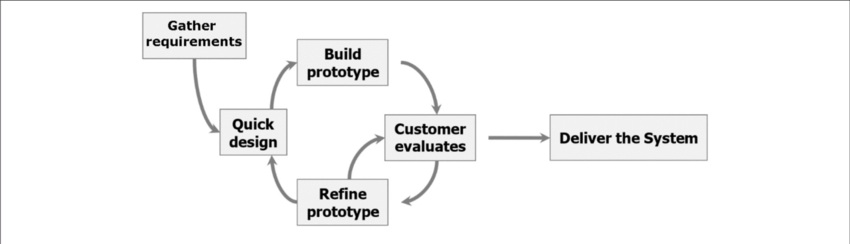 Gather
requirements
Build
prototype
Quick
design
Customer
evaluates
Deliver the System
Refine
prototype